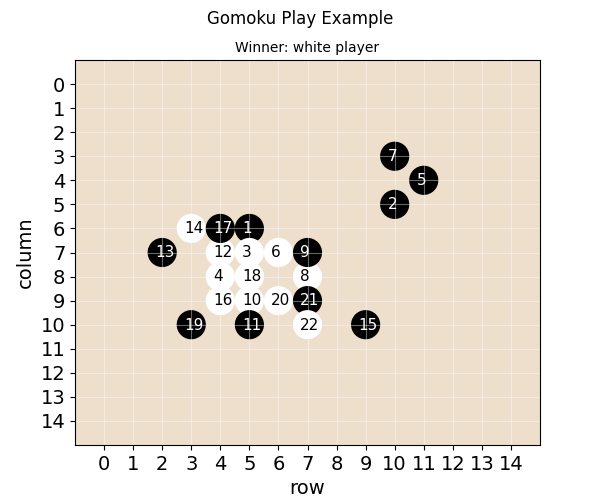 Gomoku Play Example
Winner: white player
0
1
2
3 7
4 5
5 2
6 14 17 1
7 13 12 3 6 9
8 4 18 8
9 16 10 20 21
10 19 11 22 15
11
12
13
14
column
0 1 2 3 4 5 6 7 8 9 10 11 12 13 14
row